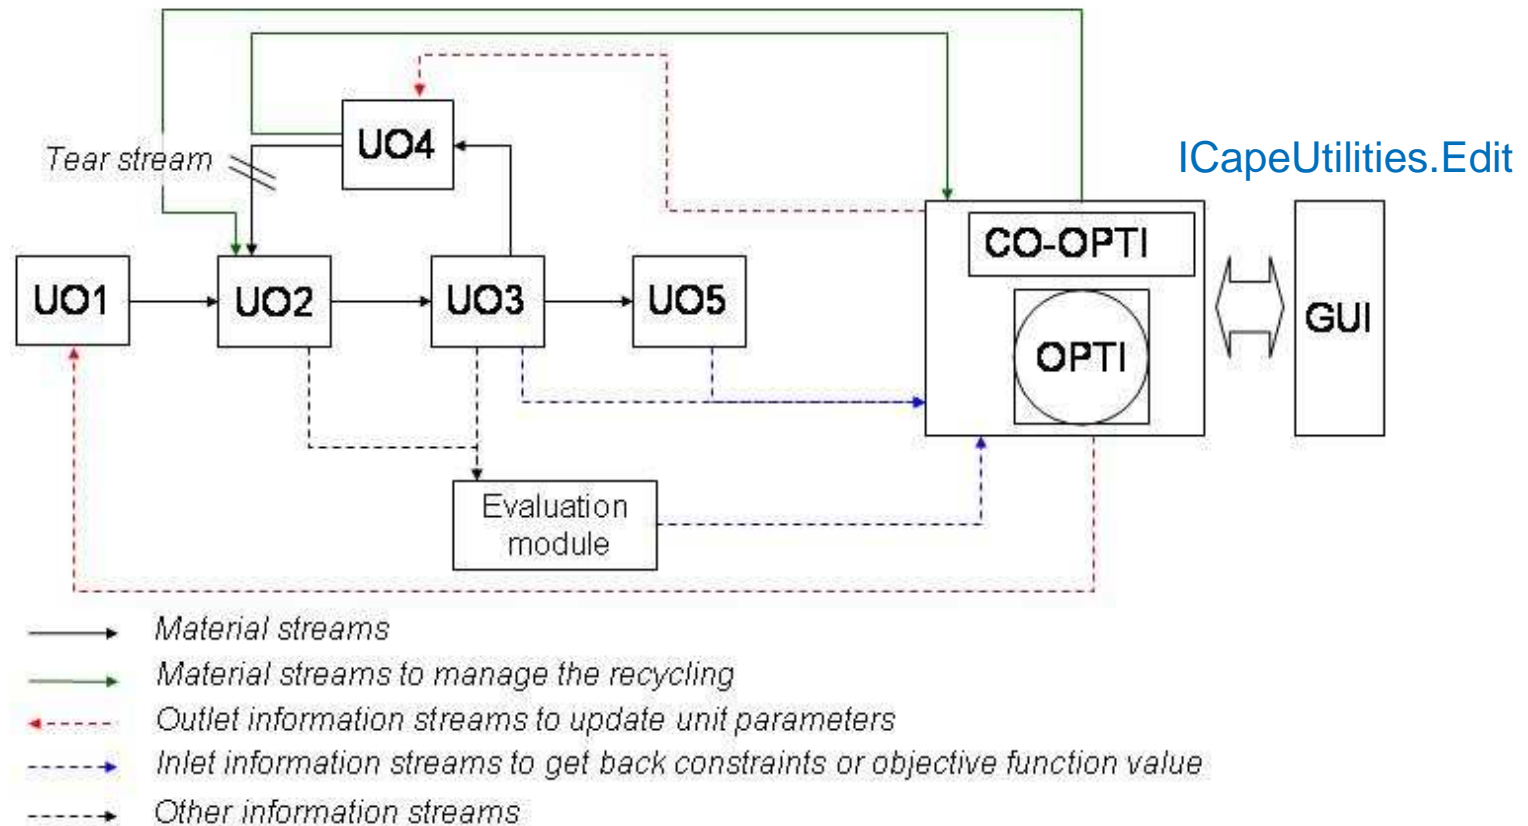 UO4
Tear stream
ICapeUtilities.Edit
CO-OPTI
UO1
UO2
UO3
UO5
GUI
OPTI
Evaluation
module
Material streams
Material streams to manage the recycling
Outlet information streams to update unit parameters
Inlet information streams to get back constraints or objective function value
Other information streams